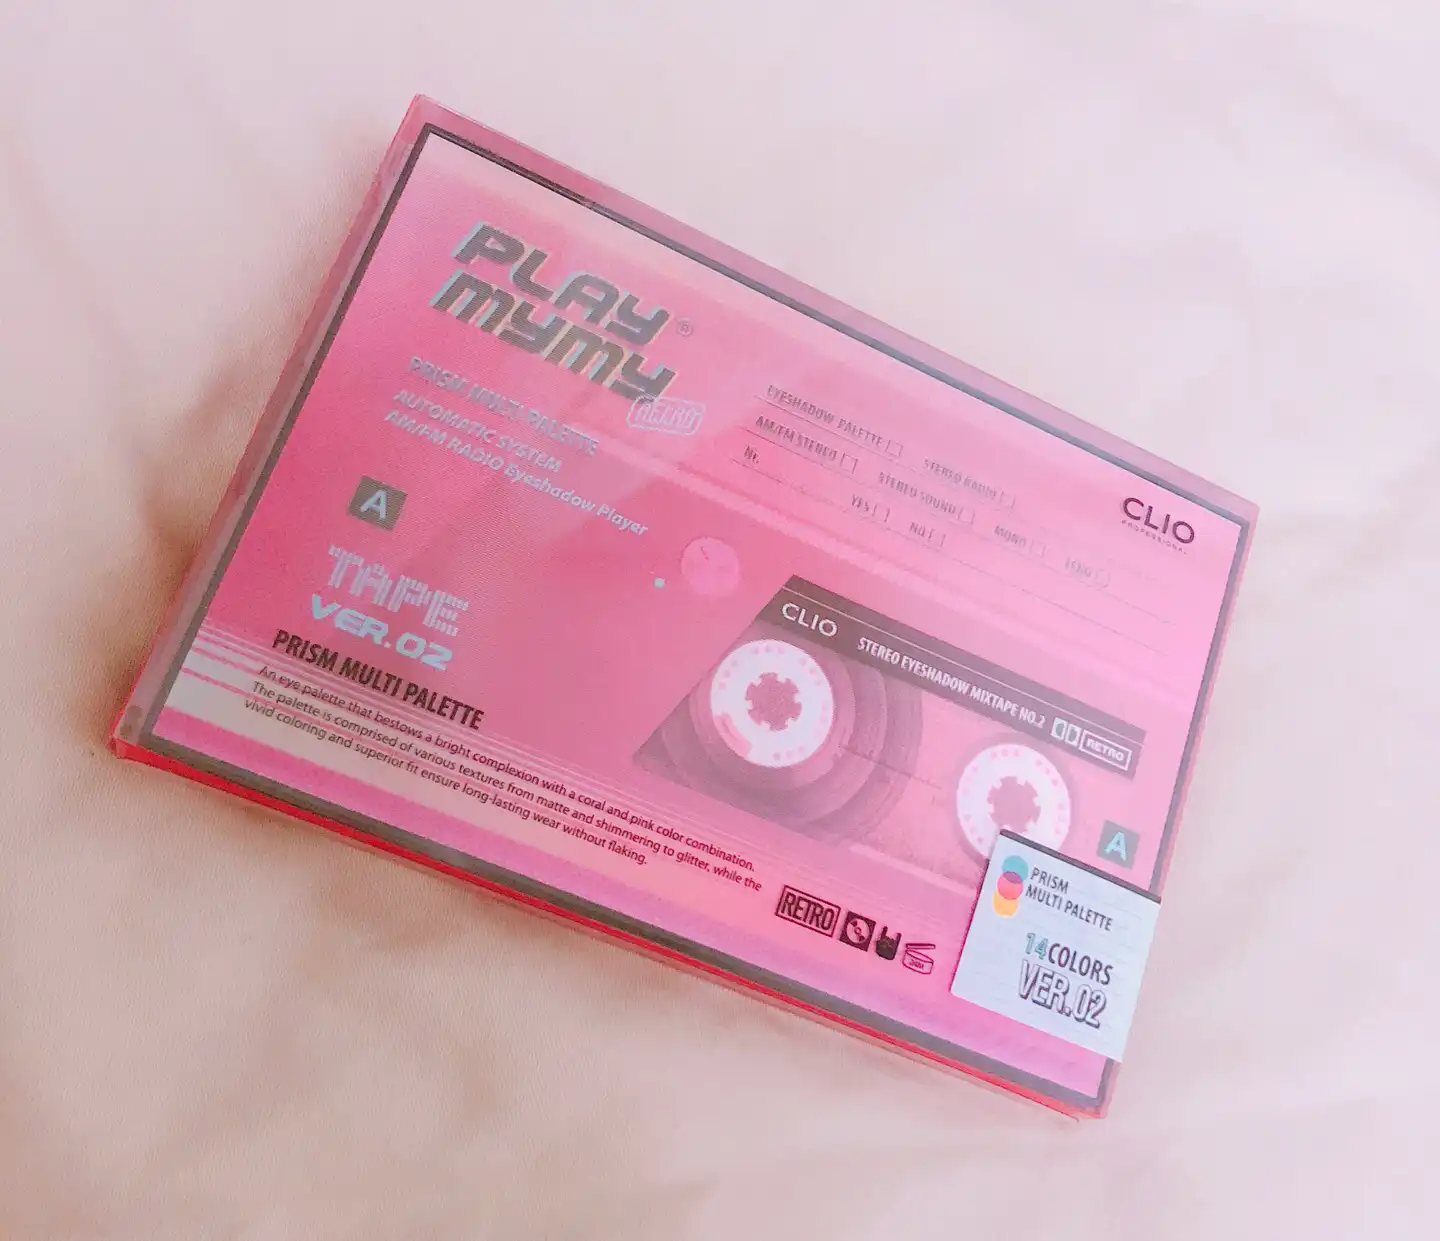 PLAY
MYMY®
RETRO
PRISM MULTI PALETTE
AUTOMATIC SYSTEM
AM/FM RADIO Eyeshadow Player
A
TAPE
VER.02
PRISM MULTI PALETTE
An eye palette that bestows a bright complexion with a coral and pink color combination.
The palette is comprised of various textures from matte and shimmering to glitter, while the
vivid coloring and superior fit ensure long-lasting wear without flaking.
EYESHADOW PALETTE STEREO RADIO
AM/FM STEREO STEREO SOUND MONO ZERO
Nr. YES NO
CLIO
PROFESSIONAL
CLIO STEREO EYESHADOW MIXTAPE NO.2 RETRO
A
RETRO
24M
PRISM
MULTI PALETTE
14COLORS
VER.02